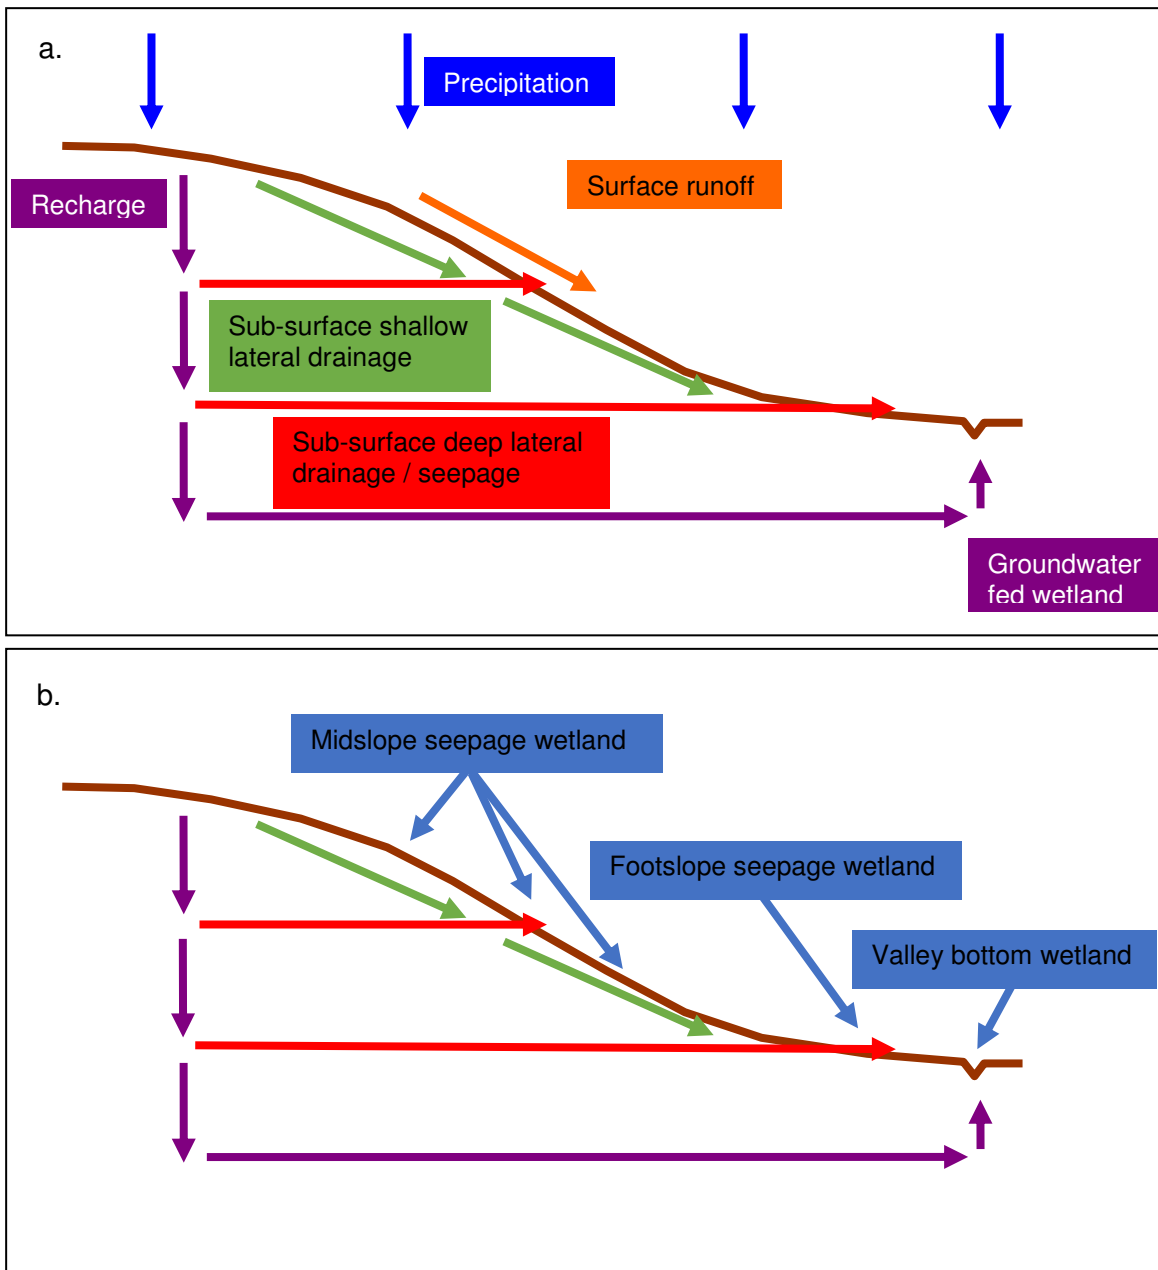 a.
Precipitation
Surface runoff
Recharge
Sub-surface shallow
lateral drainage
Sub-surface deep lateral
drainage / seepage
Groundwater
fed wetland
b.
Midslope seepage wetland
Footslope seepage wetland
Valley bottom wetland